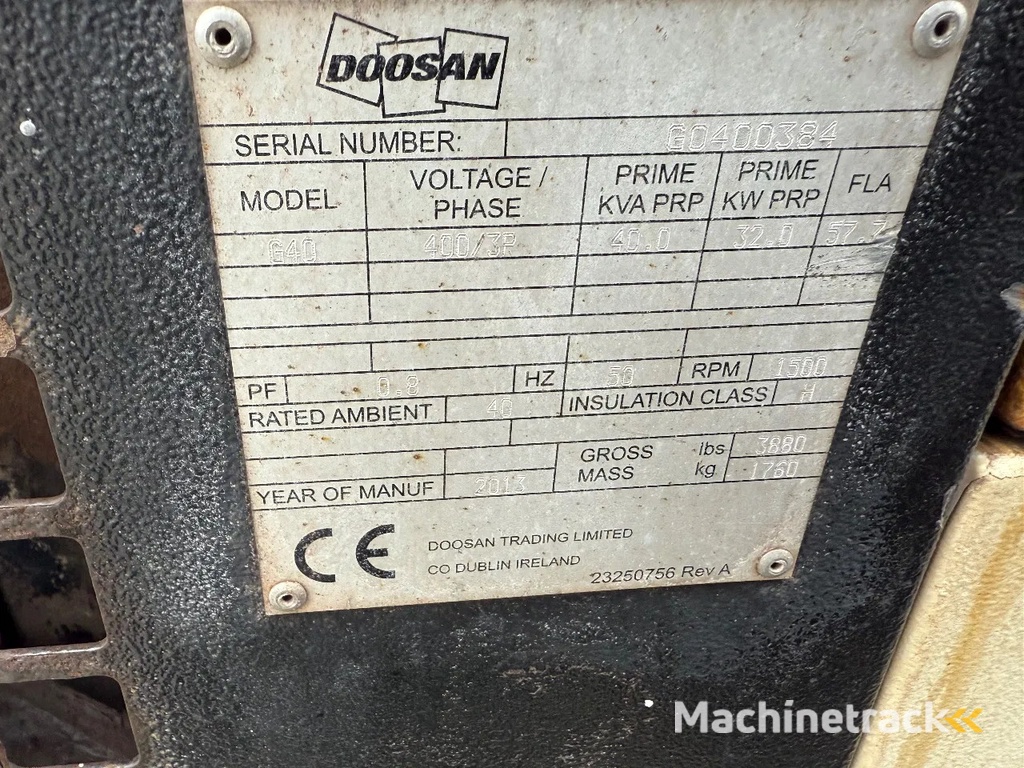 DOOSAN
SERIAL NUMBER: G0400384
MODEL VOLTAGE / PHASE PRIME KVA PRP PRIME KW PRP FLA
G40 400/3P 40.0 32.0 57.7
PF 0.8 HZ 50 RPM 1500
RATED AMBIENT 40 INSULATION CLASS H
GROSS MASS lbs 3880
kg 1760
YEAR OF MANUF 2013
CE DOOSAN TRADING LIMITED
CO DUBLIN IRELAND 23250756 Rev A
Machinetrack